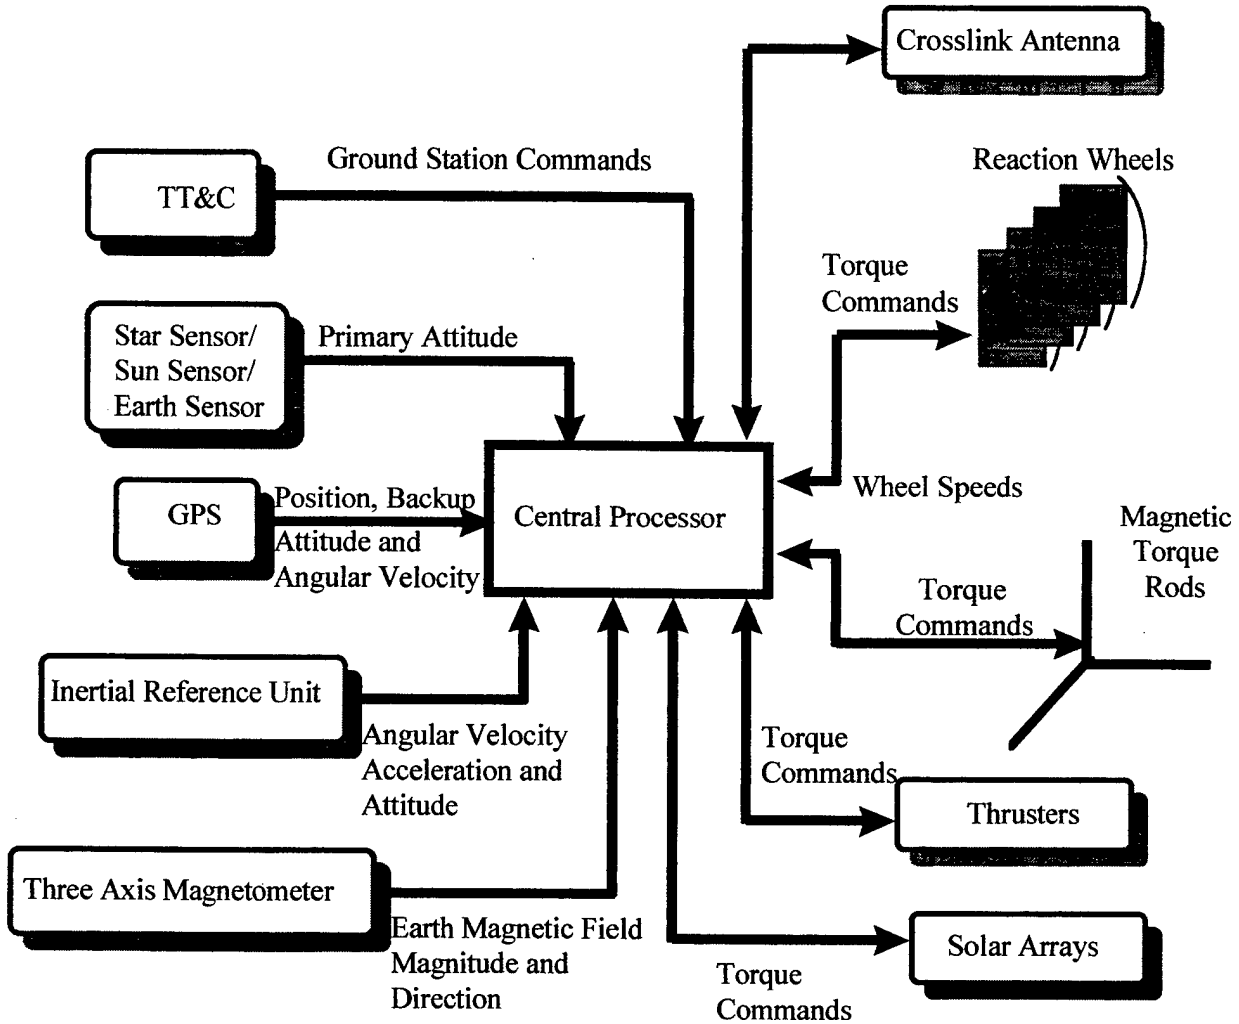 Crosslink Antenna
Reaction Wheels
Ground Station Commands
TT&C
Torque
Commands
Star Sensor/
Sun Sensor/
Earth Sensor
Primary Attitude
Wheel Speeds
GPS
Position, Backup
Attitude and
Angular Velocity
Central Processor
Magnetic
Torque
Rods
Torque
Commands
Inertial Reference Unit
Angular Velocity
Acceleration and
Attitude
Torque
Commands
Thrusters
Three Axis Magnetometer
Earth Magnetic Field
Magnitude and
Direction
Solar Arrays
Torque
Commands